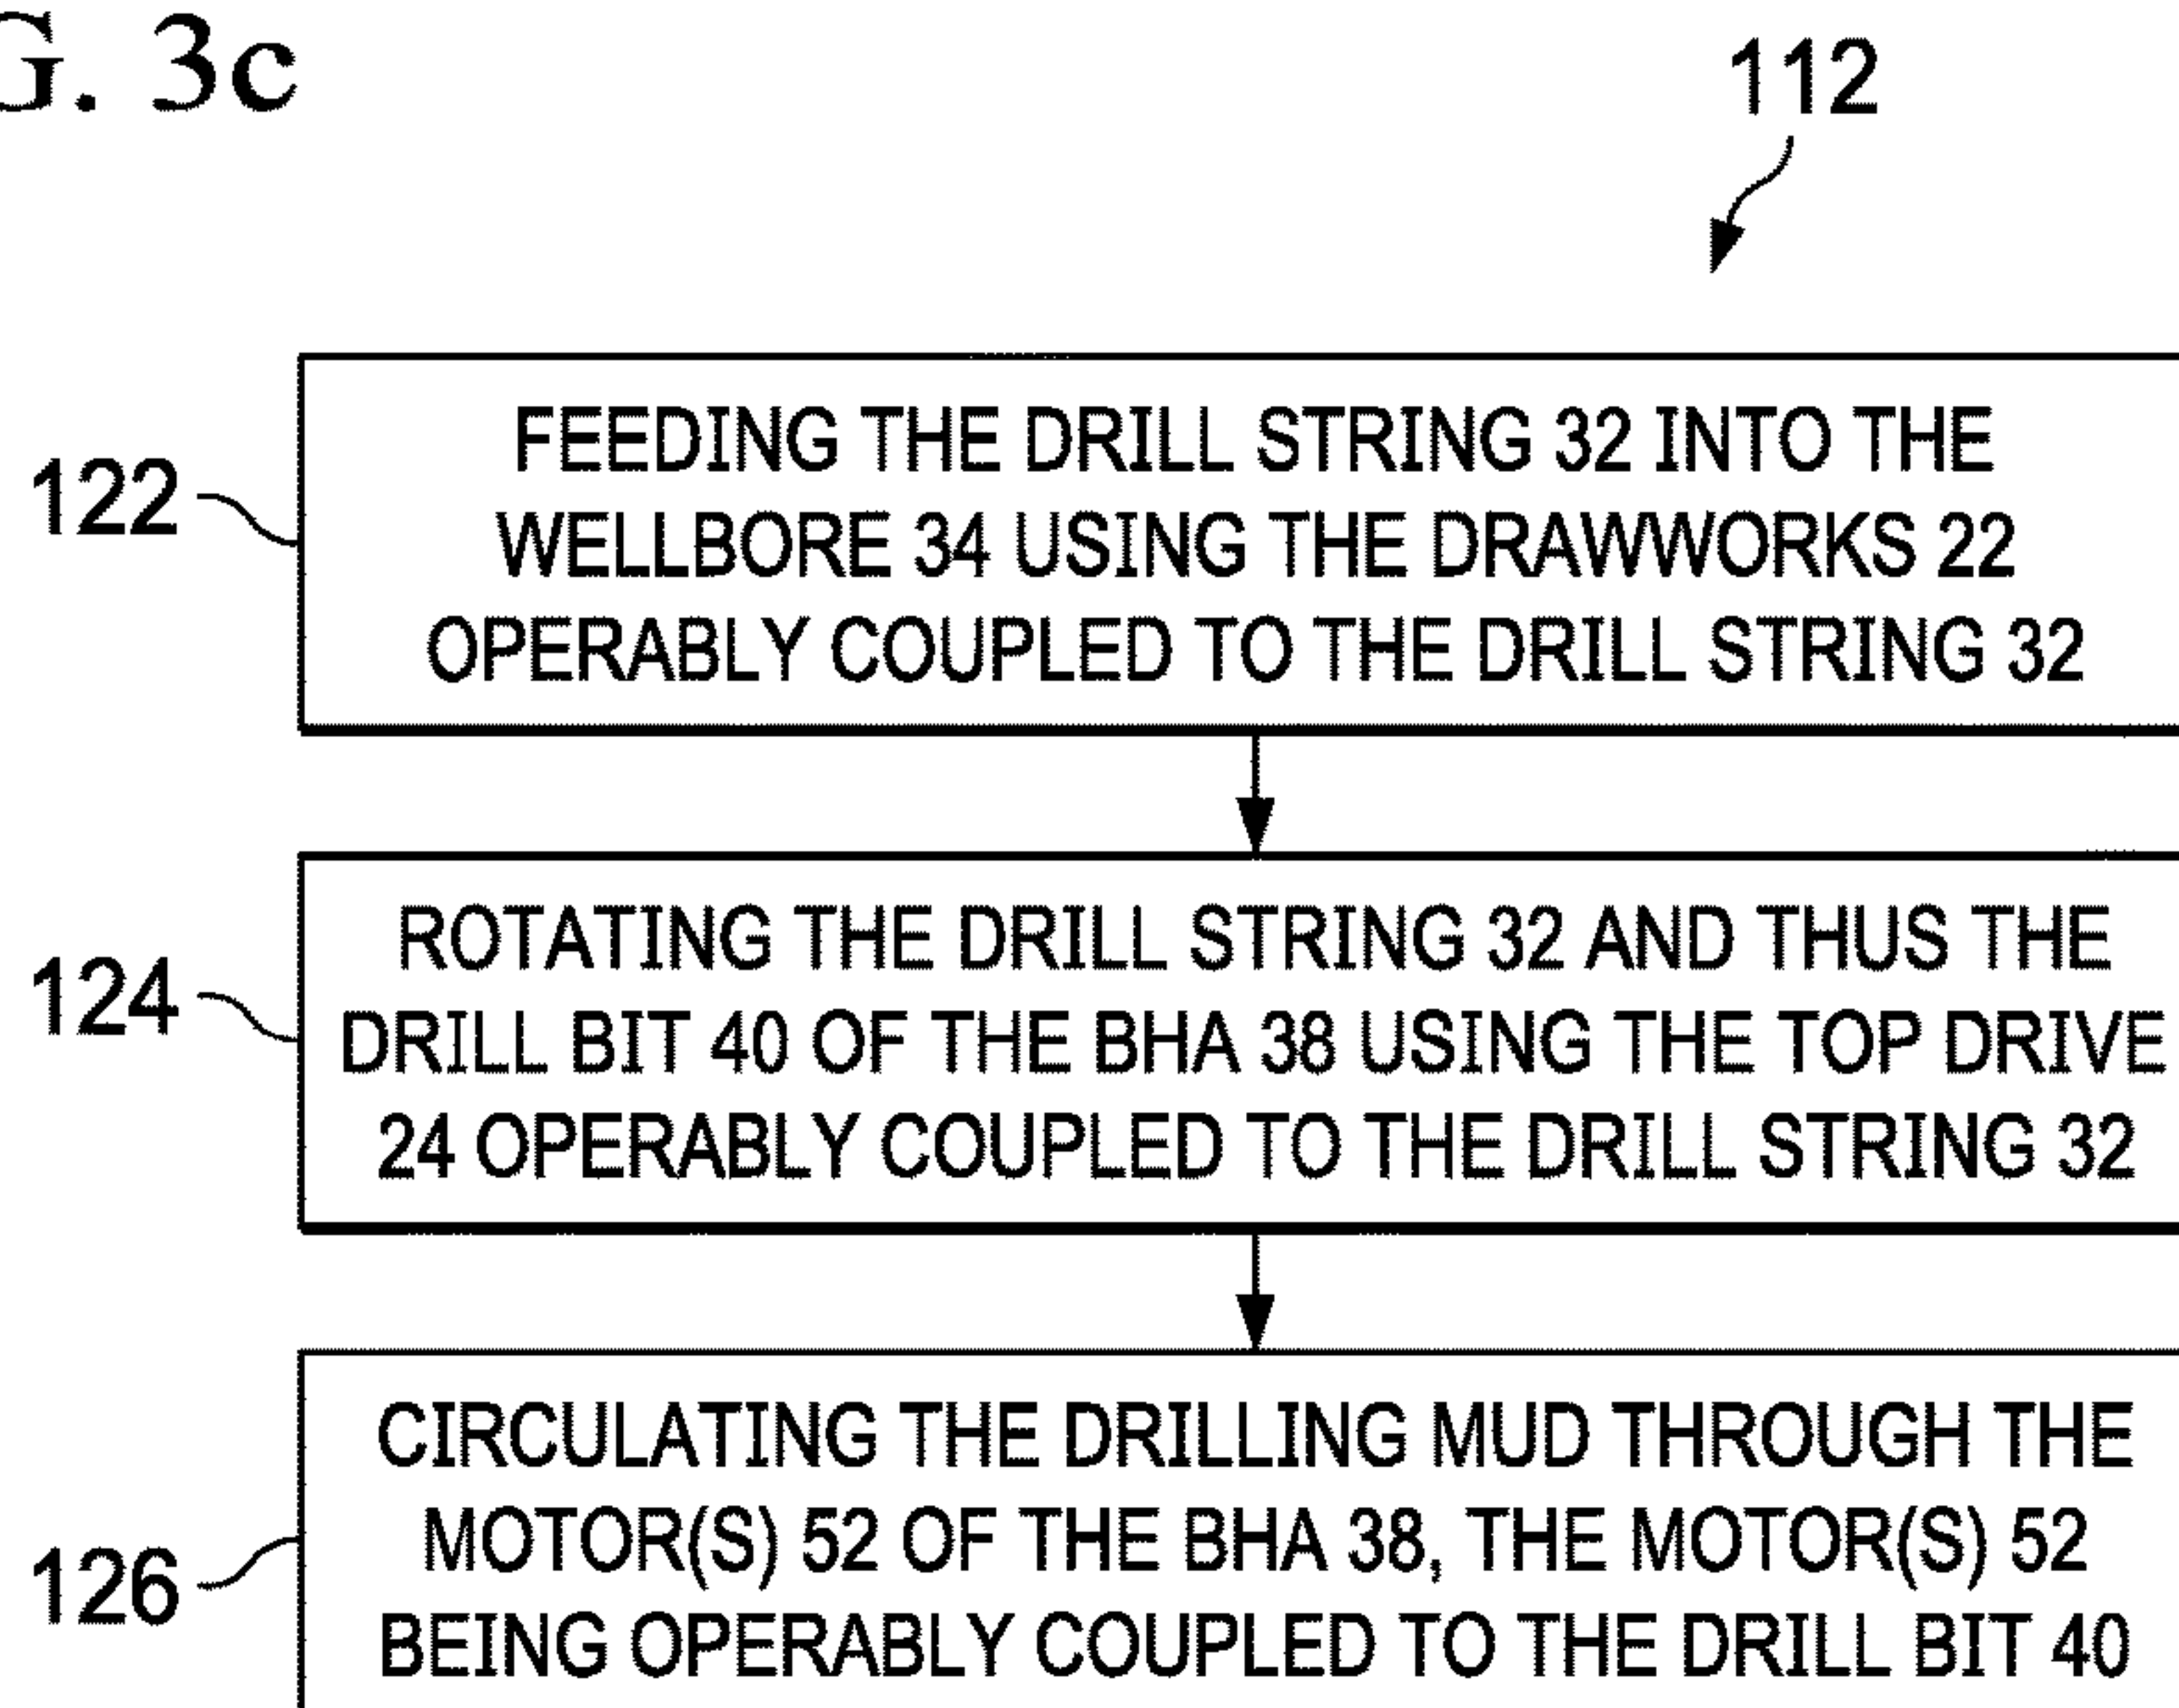 G. 3c
112
122
FEEDING THE DRILL STRING 32 INTO THE
WELLBORE 34 USING THE DRAWWORKS 22
OPERABLY COUPLED TO THE DRILL STRING 32
124
ROTATING THE DRILL STRING 32 AND THUS THE
DRILL BIT 40 OF THE BHA 38 USING THE TOP DRIVE
24 OPERABLY COUPLED TO THE DRILL STRING 32
126
CIRCULATING THE DRILLING MUD THROUGH THE
MOTOR(S) 52 OF THE BHA 38, THE MOTOR(S) 52
BEING OPERABLY COUPLED TO THE DRILL BIT 40